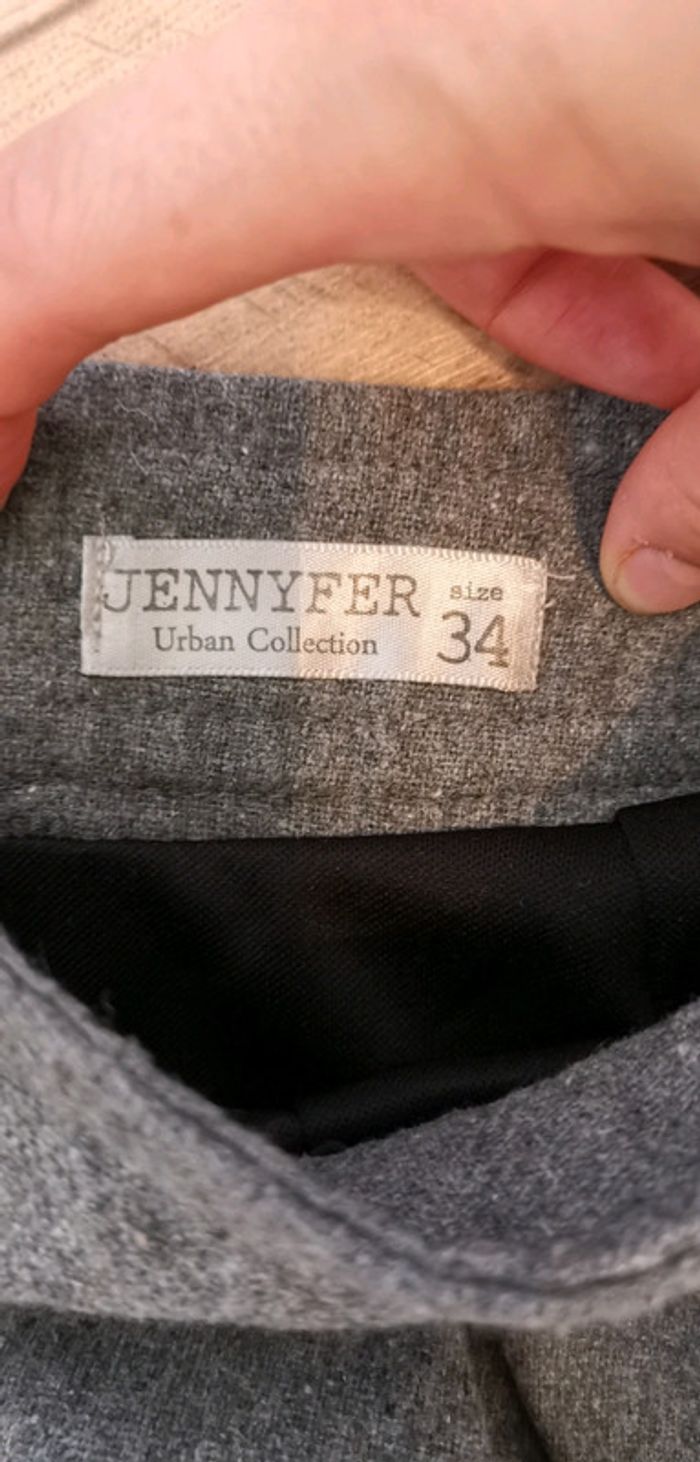 JENNYFER
Urban Collection
size
34